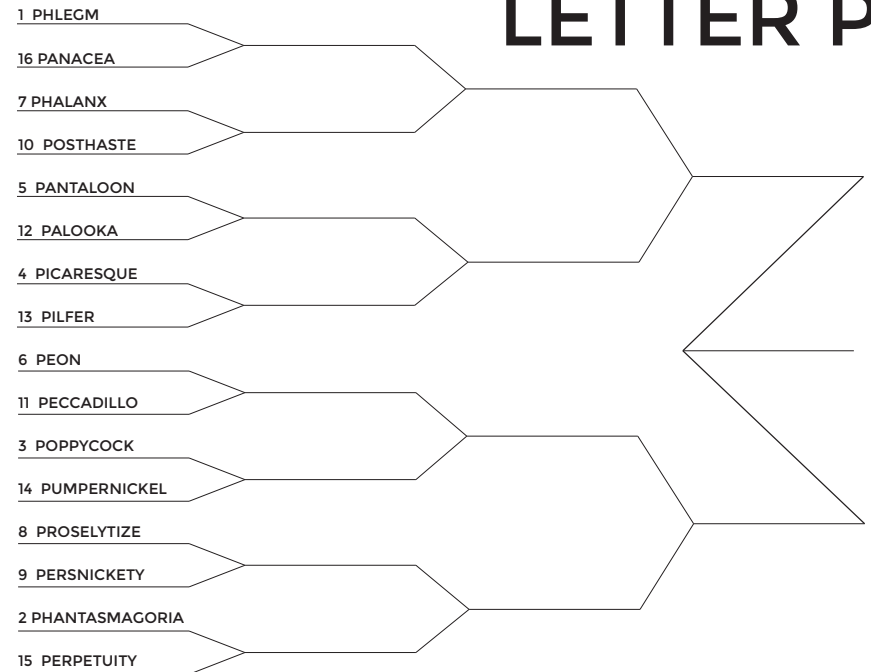 LETTER P
1 PHLEGM
16 PANACEA
7 PHALANX
10 POSTHASTE
5 PANTALOON
12 PALOOKA
4 PICARESQUE
13 PILFER
6 PEON
11 PECCADILLO
3 POPPYCOCK
14 PUMPERNICKEL
8 PROSELYTIZE
9 PERSNICKETY
2 PHANTASMAGORIA
15 PERPETUITY